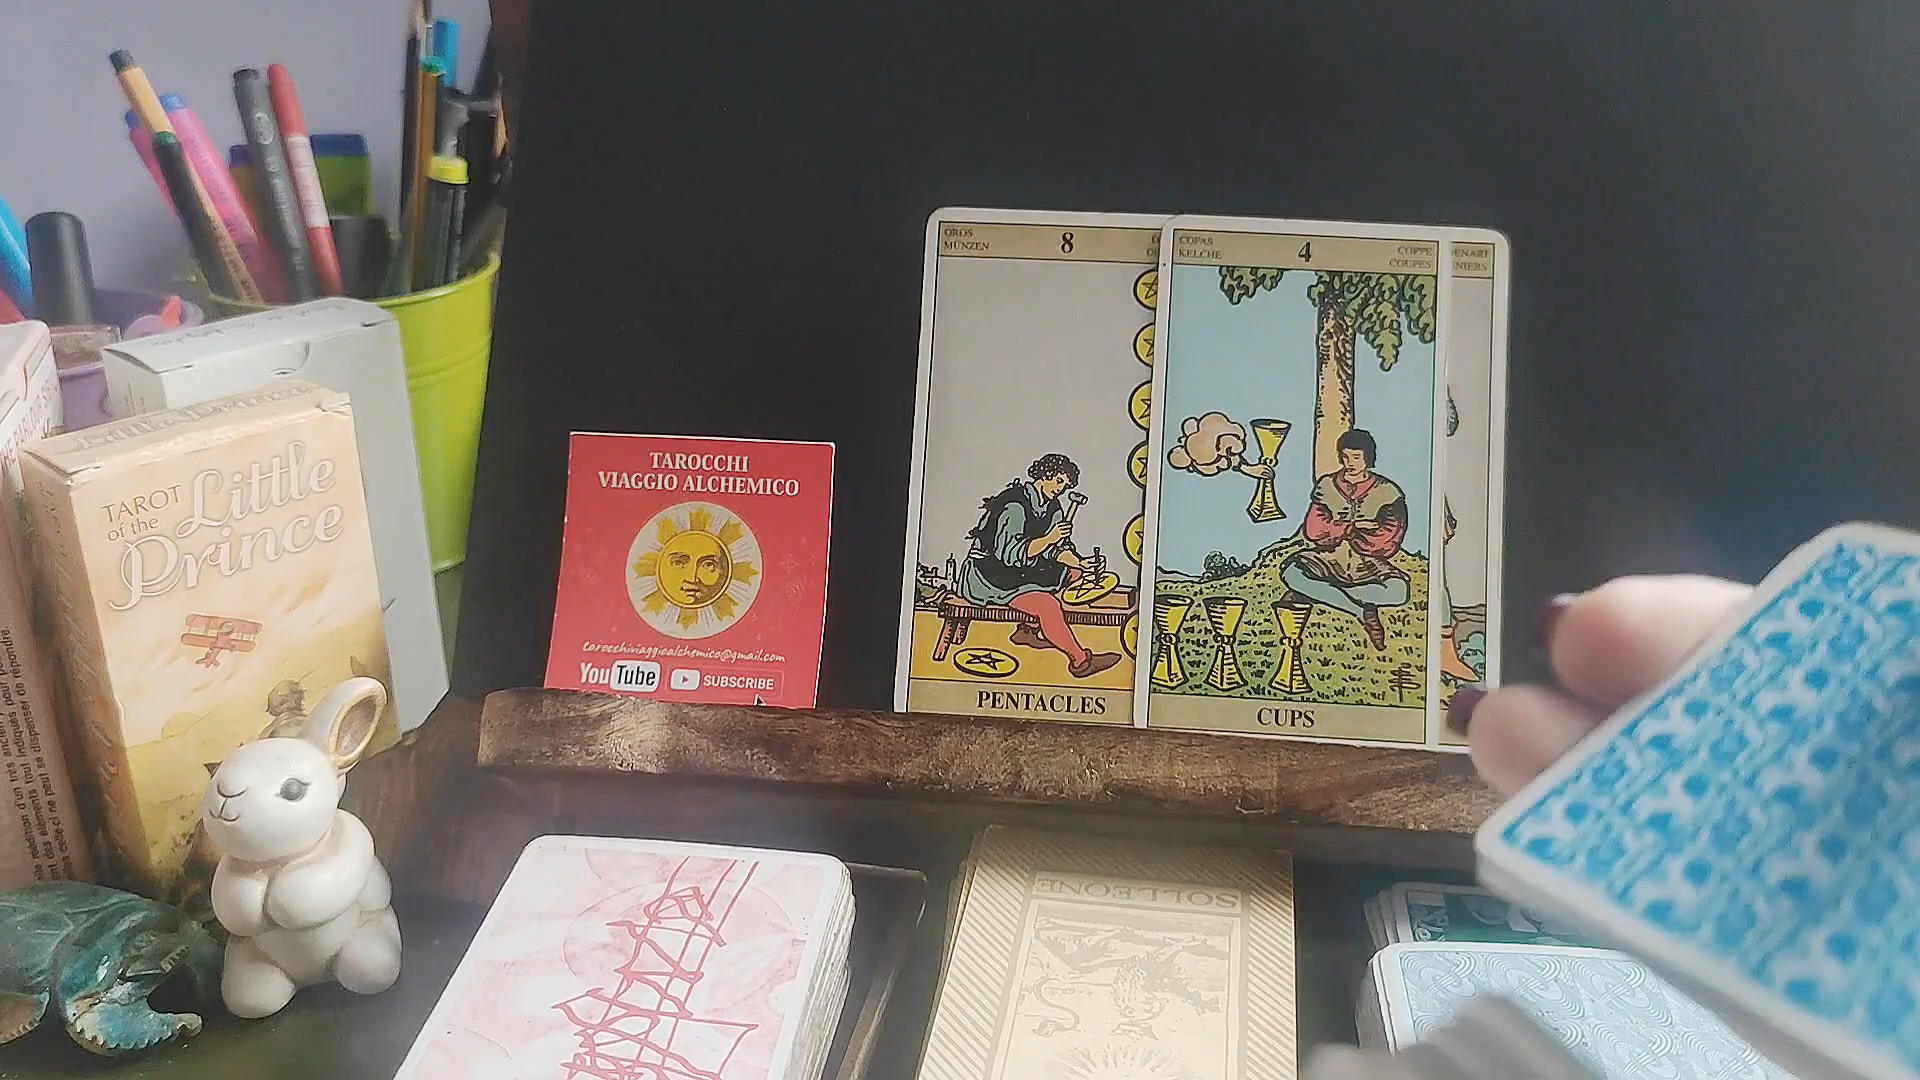 TAROT
of the
Little
Prince
TAROCCHI
VIAGGIO ALCHEMICO
tarocchiviaggioalchemico@gmail.com
YouTube
SUBSCRIBE
OROS
MÜNZEN
8
PENTACLES
COPAS
KELCHE
4
COPPE
COUPES
CUPS
SOLLEONE